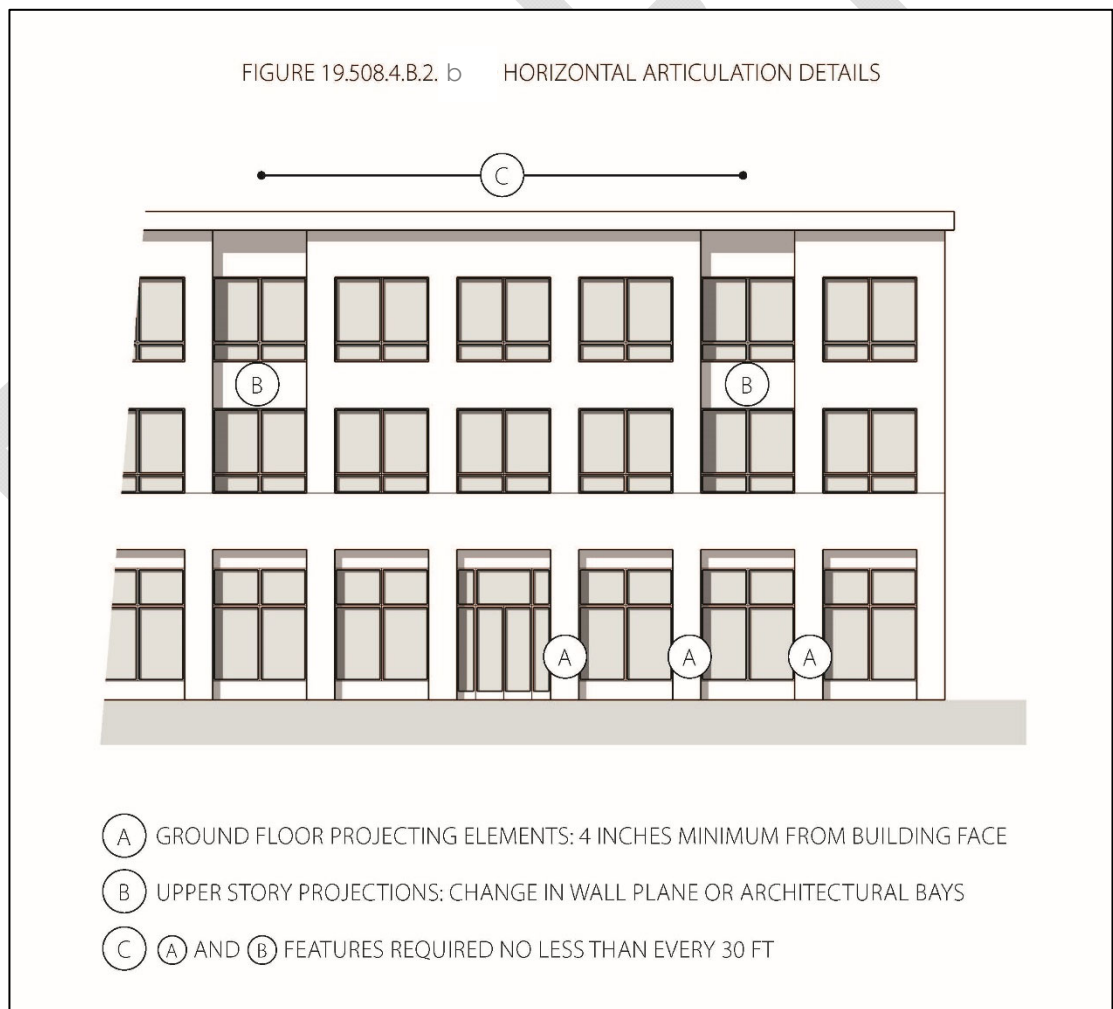 FIGURE 19.508.4.B.2. b HORIZONTAL ARTICULATION DETAILS
C
B B
A A A
A GROUND FLOOR PROJECTING ELEMENTS: 4 INCHES MINIMUM FROM BUILDING FACE
B UPPER STORY PROJECTIONS: CHANGE IN WALL PLANE OR ARCHITECTURAL BAYS
C A AND B FEATURES REQUIRED NO LESS THAN EVERY 30 FT